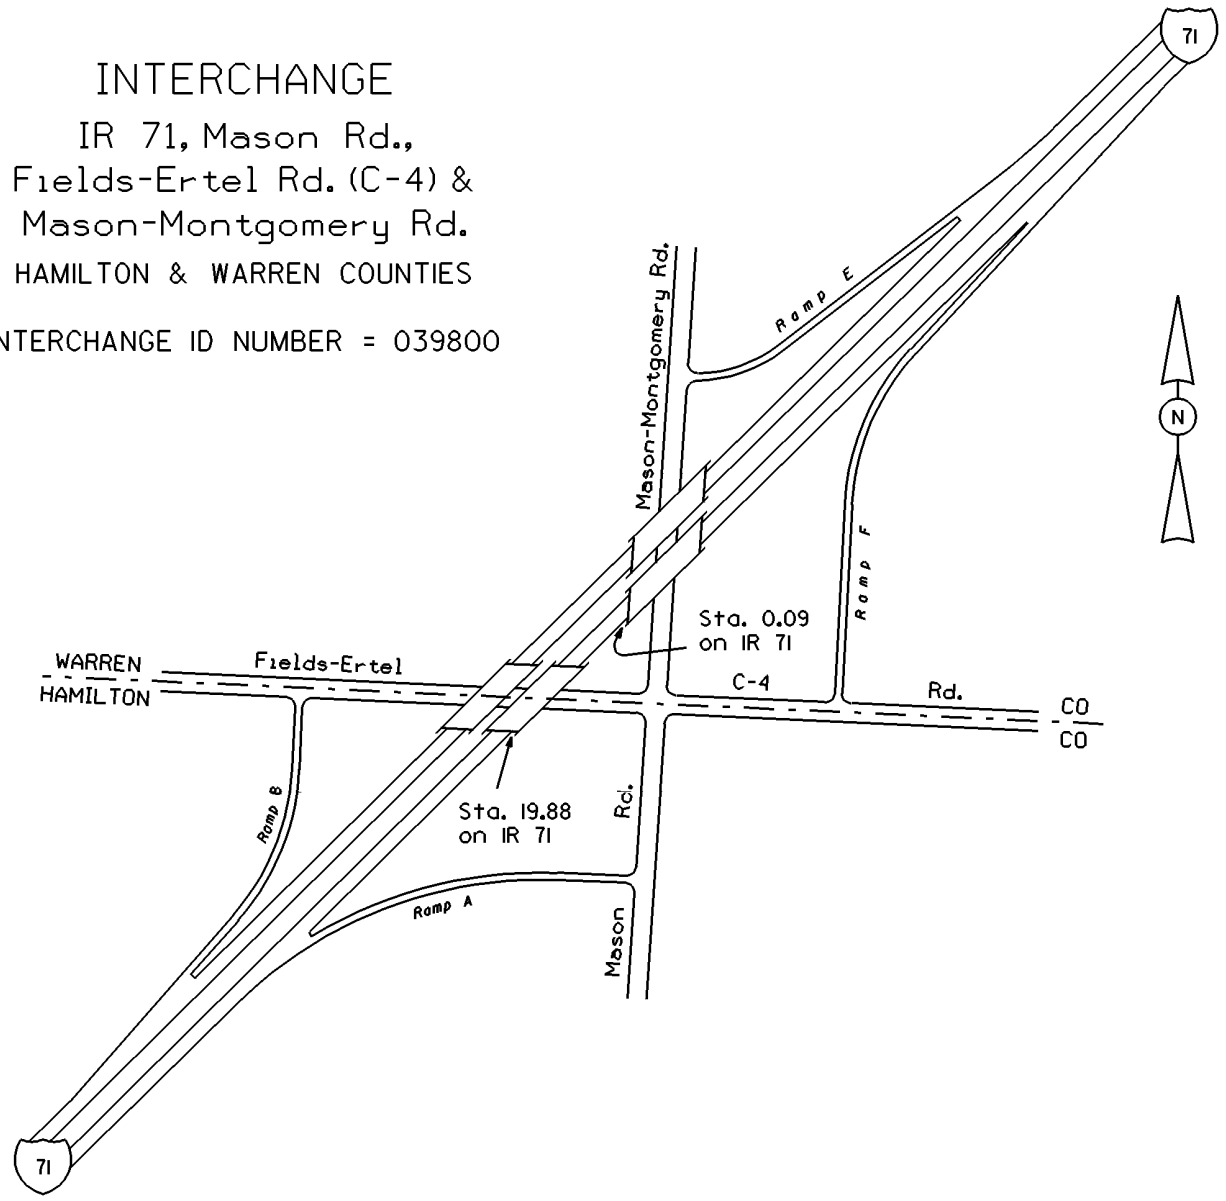 INTERCHANGE
IR 71, Mason Rd.,
Fields-Ertel Rd. (C-4) &
Mason-Montgomery Rd.
HAMILTON & WARREN COUNTIES
NTERCHANGE ID NUMBER = 039800
71
N
Mason-Montgomery Rd.
Ramp E
Ramp F
Sta. 0.09
on IR 71
WARREN
HAMILTON
Fields-Ertel
C-4
Rd.
CO
CO
Ramp B
Sta. 19.88
on IR 71
Rd.
Ramp A
Mason
71